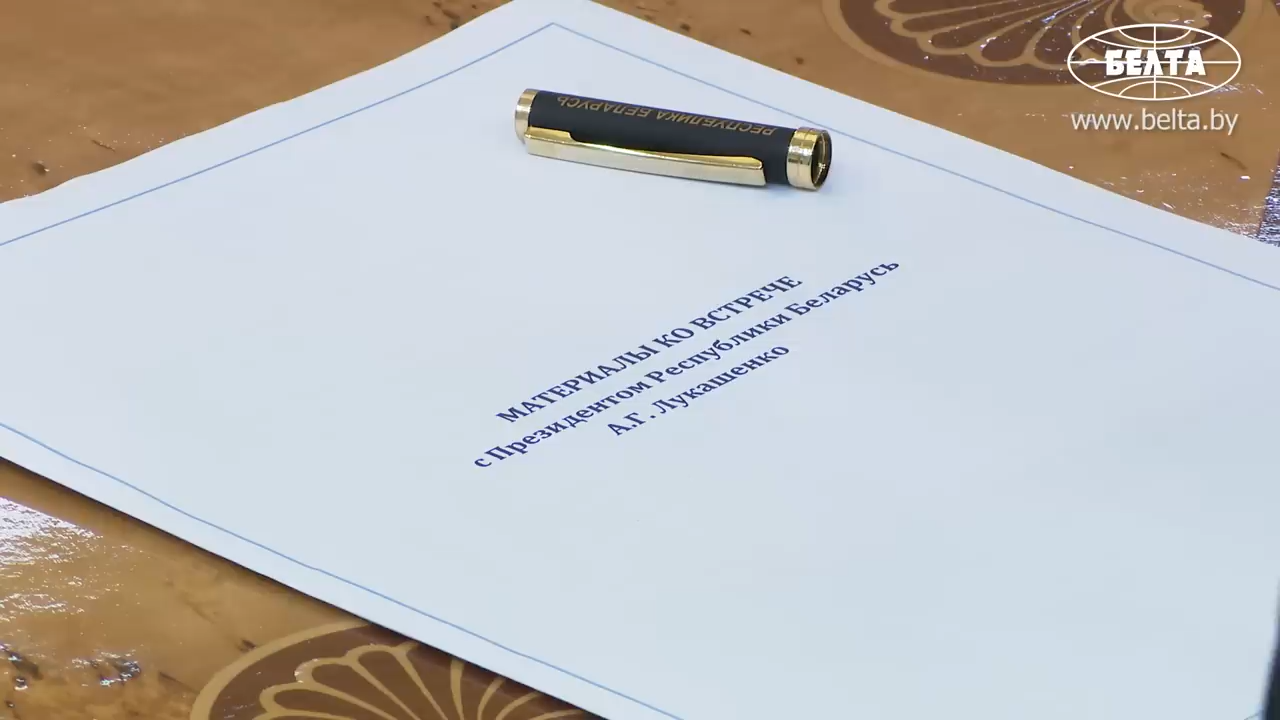 БЕЛТА
www.belta.by
РЕСПУБЛИКА БЕЛАРУСЬ
МАТЕРИАЛЫ КО ВСТРЕЧЕ
с Президентом Республики Беларусь
А.Г. Лукашенко